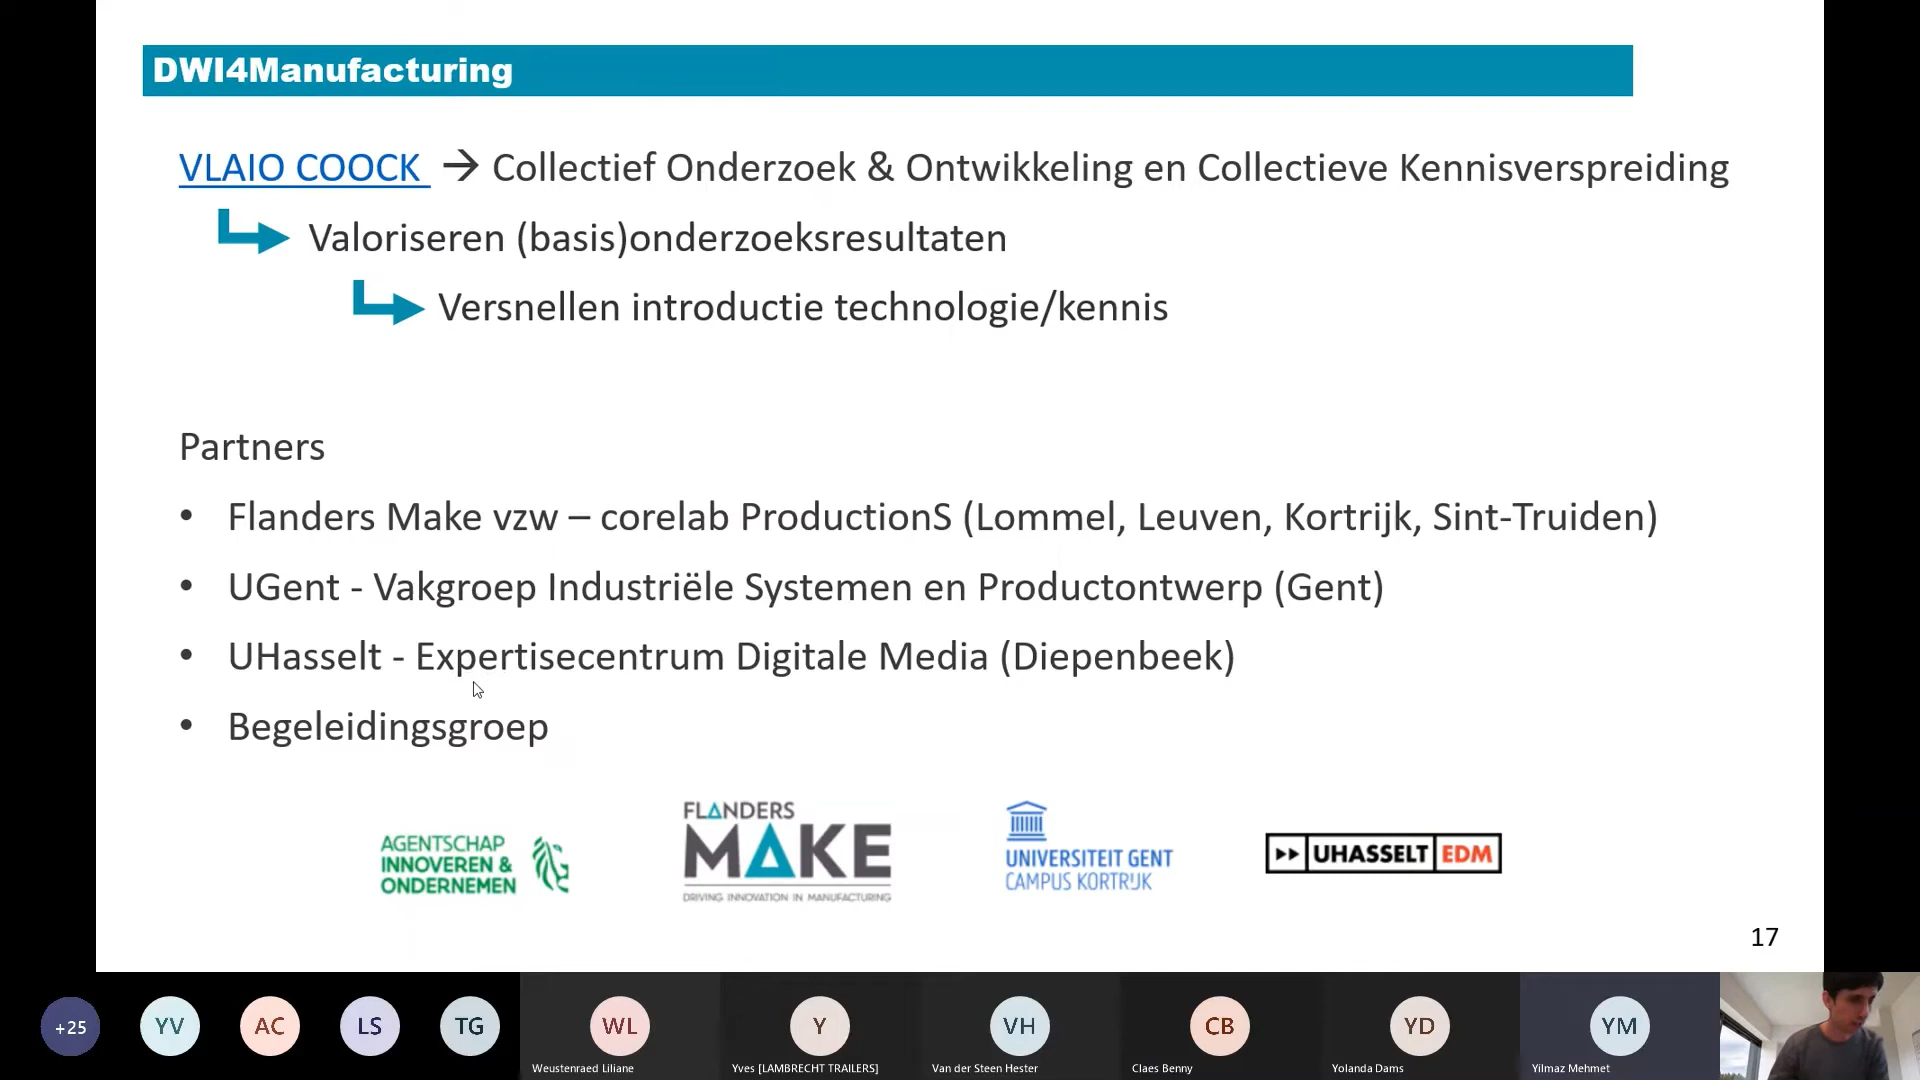 DWI4Manufacturing
VLAIO COOCK → Collectief Onderzoek & Ontwikkeling en Collectieve Kennisverspreiding
Valoriseren (basis)onderzoeksresultaten
Versnellen introductie technologie/kennis
Partners
• Flanders Make vzw – corelab ProductionS (Lommel, Leuven, Kortrijk, Sint-Truiden)
• UGent - Vakgroep Industriële Systemen en Productontwerp (Gent)
• UHasselt - Expertisecentrum Digitale Media (Diepenbeek)
• Begeleidingsgroep
AGENTSCHAP
INNOVEREN &
ONDERNEMEN
FLANDERS
MAKE
DRIVING INNOVATION IN MANUFACTURING
UNIVERSITEIT GENT
CAMPUS KORTRIJK
UHASSELT EDM
17
+25 YV AC LS TG WL Y VH CB YD YM
Weustenraed Liliane
Yves [LAMBRECHT TRAILERS]
Van der Steen Hester
Claes Benny
Yolanda Dams
Yilmaz Mehmet